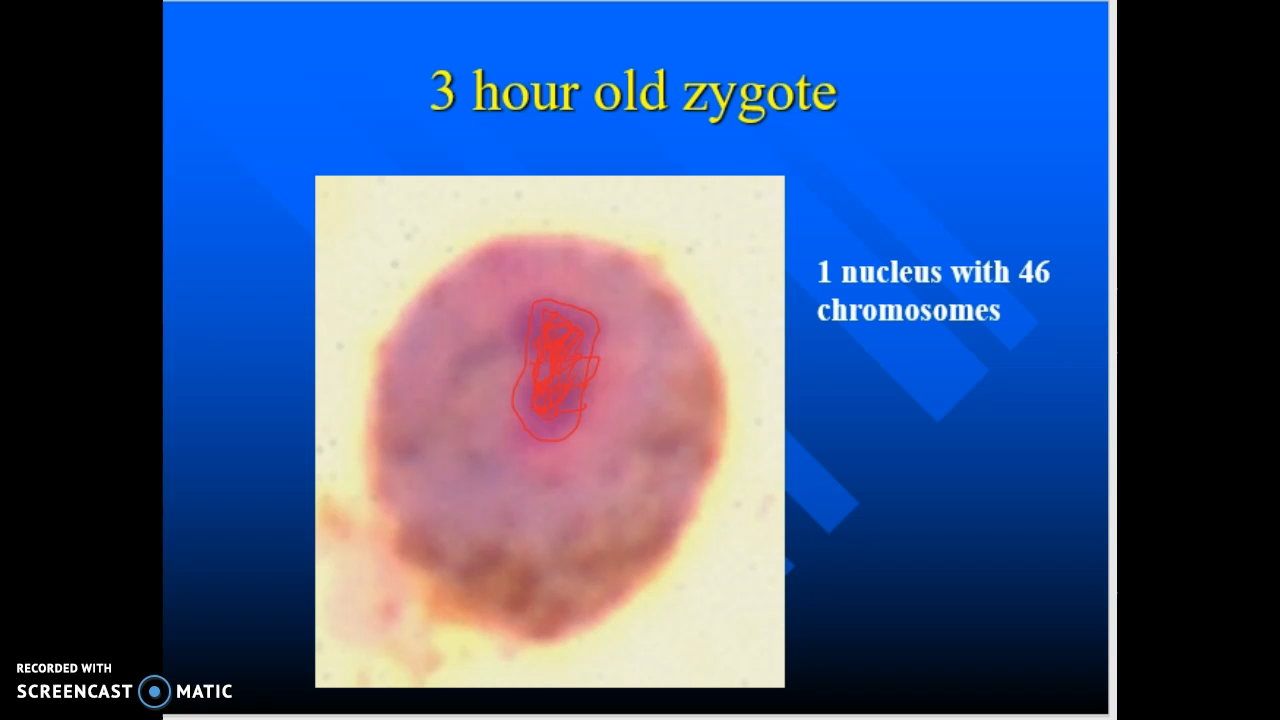 3 hour old zygote
1 nucleus with 46
chromosomes
RECORDED WITH
SCREENCAST MATIC